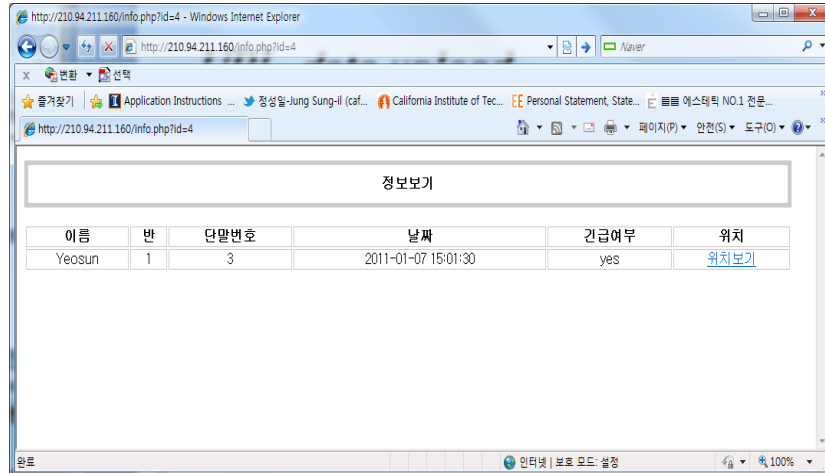 http://210.94.211.160/info.php?id=4 - Windows Internet Explorer
http://210.94.211.160/info.php?id=4
Naver
x 변환 선택
즐겨찾기 Application Instructions ... 정성일-Jung Sung-il (caf... California Institute of Tec... Personal Statement, State... 에스테틱 NO.1 전문...
http://210.94.211.160/info.php?id=4 페이지(P) 안전(S) 도구(O)
정보보기
이름 반 단말번호 날짜 긴급여부 위치
Yeosun 1 3 2011-01-07 15:01:30 yes 위치보기
완료 인터넷 | 보호 모드: 설정 100%